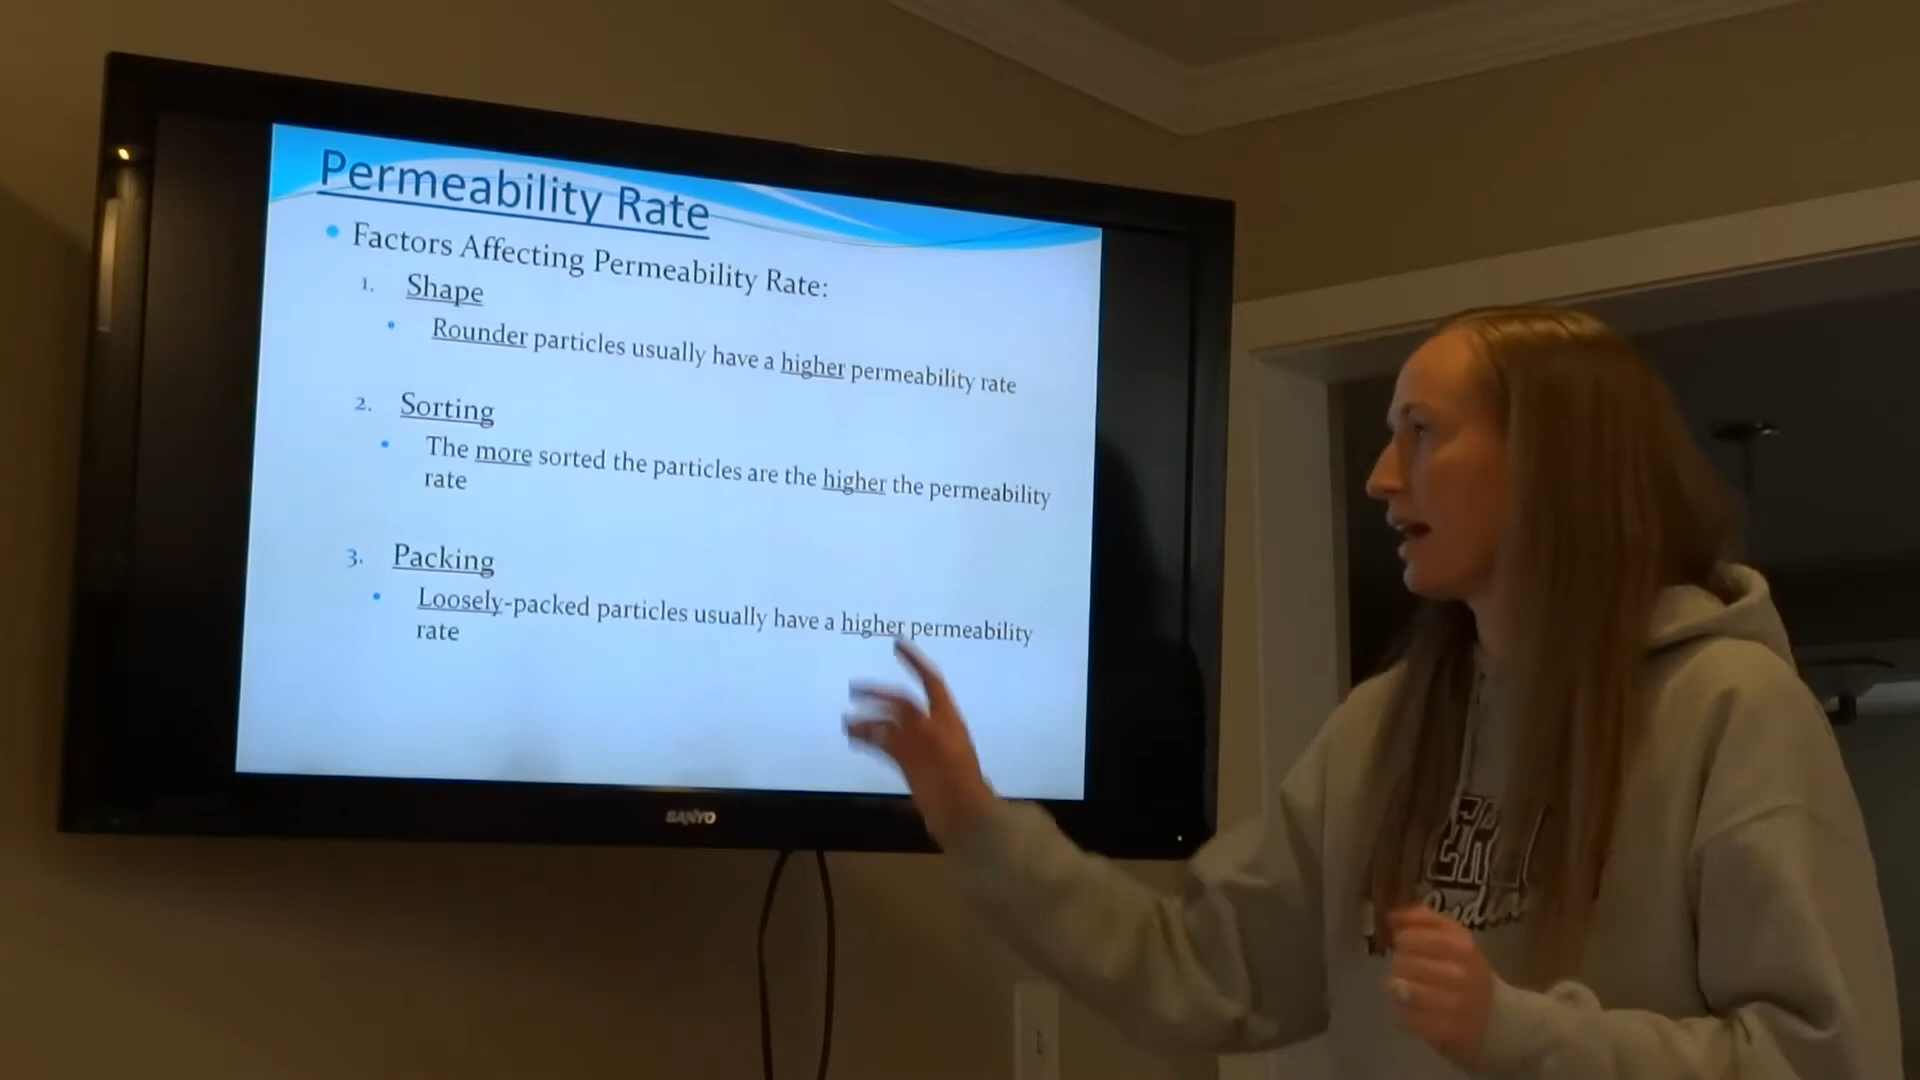 Permeability Rate
• Factors Affecting Permeability Rate:
1. Shape
• Rounder particles usually have a higher permeability rate
2. Sorting
• The more sorted the particles are the higher the permeability
rate
3. Packing
• Loosely-packed particles usually have a higher permeability
rate
SANYO